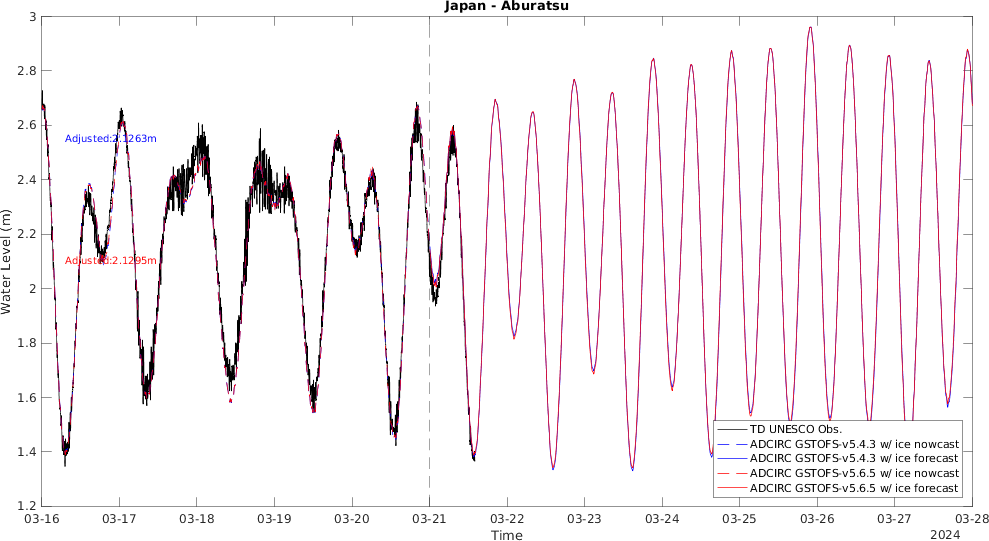 Japan - Aburatsu
3
2.8
2.6
2.4
2.2
2
1.8
1.6
1.4
1.2
Water Level (m)
Adjusted:2.1263m
Adjusted:2.1295m
TD UNESCO Obs.
ADCIRC GSTOFS-v5.4.3 w/ ice nowcast
ADCIRC GSTOFS-v5.4.3 w/ ice forecast
ADCIRC GSTOFS-v5.6.5 w/ ice nowcast
ADCIRC GSTOFS-v5.6.5 w/ ice forecast
03-16 03-17 03-18 03-19 03-20 03-21 03-22 03-23 03-24 03-25 03-26 03-27 03-28
Time
2024